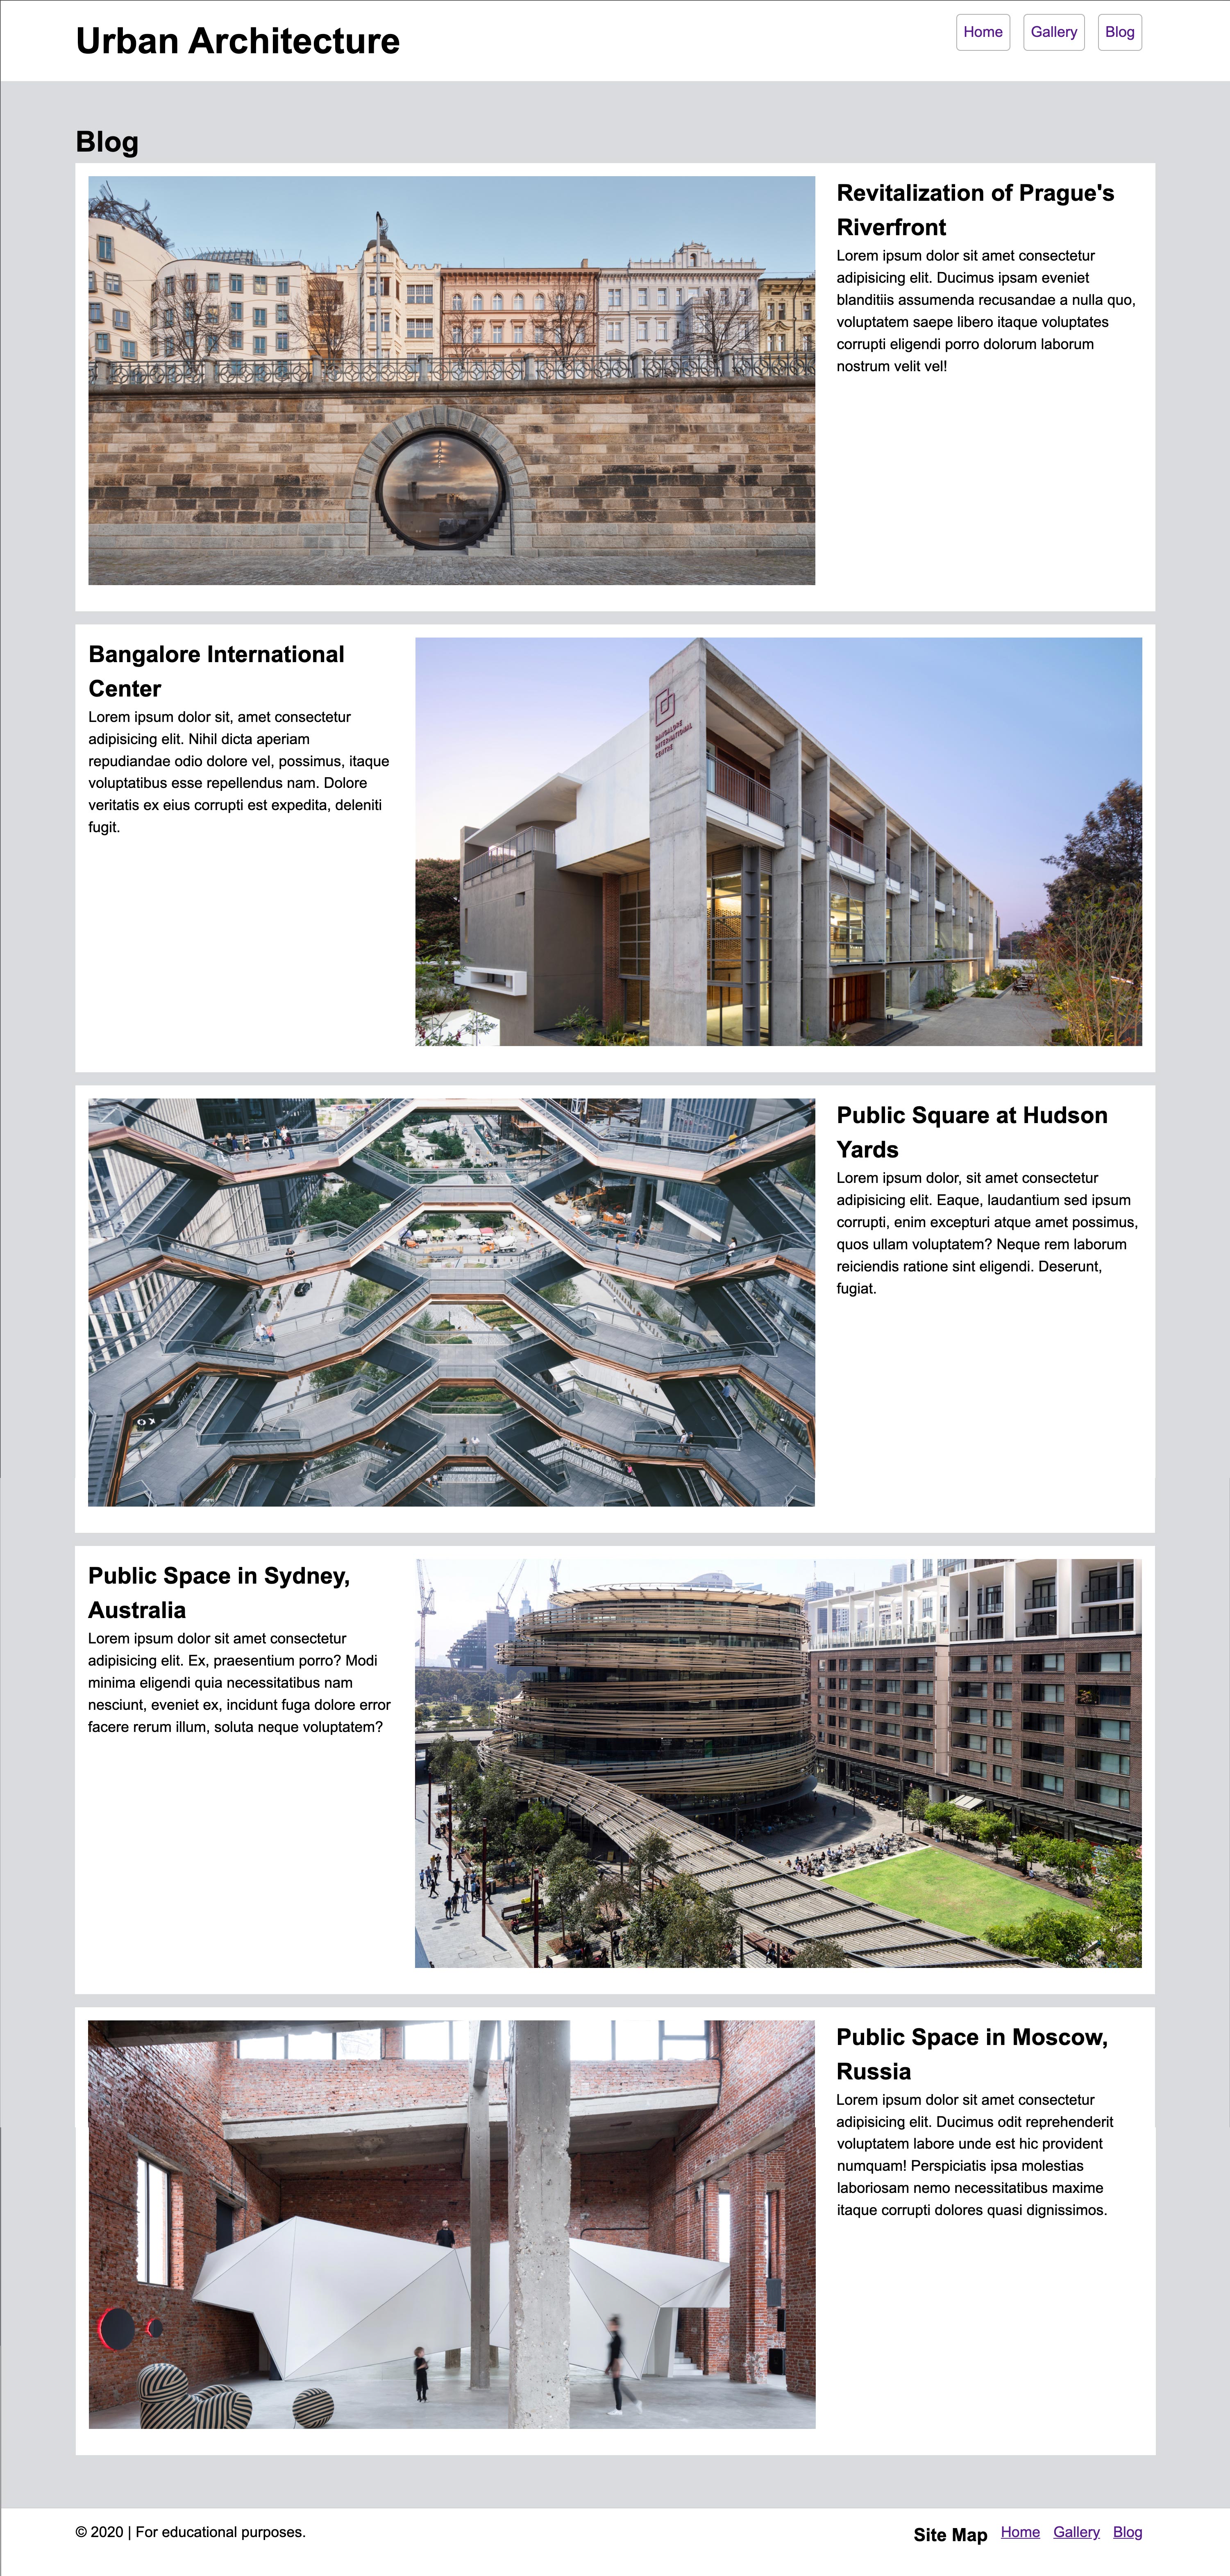 Urban Architecture
Home Gallery Blog
Blog
Revitalization of Prague's
Riverfront
Lorem ipsum dolor sit amet consectetur
adipisicing elit. Ducimus ipsam eveniet
blanditiis assumenda recusandae a nulla quo,
voluptatem saepe libero itaque voluptates
corrupti eligendi porro dolorum laborum
nostrum velit vel!
Bangalore International
Center
Lorem ipsum dolor sit, amet consectetur
adipisicing elit. Nihil dicta aperiam
repudiandae odio dolore vel, possimus, itaque
voluptatibus esse repellendus nam. Dolore
veritatis ex eius corrupti est expedita, deleniti
fugit.
BANGALORE
INTERNATIONAL
CENTRE
Public Square at Hudson
Yards
Lorem ipsum dolor, sit amet consectetur
adipisicing elit. Eaque, laudantium sed ipsum
corrupti, enim excepturi atque amet possimus,
quos ullam voluptatem? Neque rem laborum
reiciendis ratione sint eligendi. Deserunt,
fugiat.
Public Space in Sydney,
Australia
Lorem ipsum dolor sit amet consectetur
adipisicing elit. Ex, praesentium porro? Modi
minima eligendi quia necessitatibus nam
nesciunt, eveniet ex, incidunt fuga dolore error
facere rerum illum, soluta neque voluptatem?
Public Space in Moscow,
Russia
Lorem ipsum dolor sit amet consectetur
adipisicing elit. Ducimus odit reprehenderit
voluptatem labore unde est hic provident
numquam! Perspiciatis ipsa molestias
laboriosam nemo necessitatibus maxime
itaque corrupti dolores quasi dignissimos.
© 2020 | For educational purposes.
Site Map Home Gallery Blog